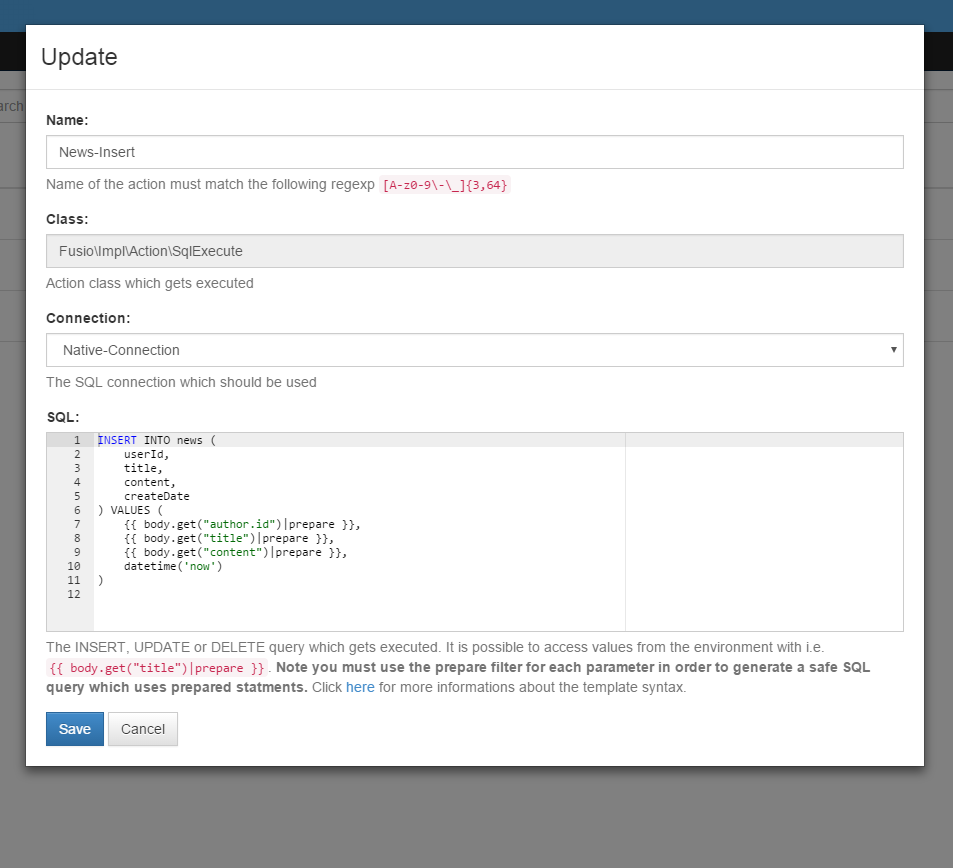 Update
arch
Name:
News-Insert
Name of the action must match the following regexp [A-z0-9\-\_]{3,64}
Class:
Fusio\Impl\Action\SqlExecute
Action class which gets executed
Connection:
Native-Connection
The SQL connection which should be used
SQL:
1 INSERT INTO news (
2     userId,
3     title,
4     content,
5     createDate
6 ) VALUES (
7     {{ body.get("author.id")|prepare }},
8     {{ body.get("title")|prepare }},
9     {{ body.get("content")|prepare }},
10     datetime('now')
11 )
12
The INSERT, UPDATE or DELETE query which gets executed. It is possible to access values from the environment with i.e.
{{ body.get("title")|prepare }}. Note you must use the prepare filter for each parameter in order to generate a safe SQL
query which uses prepared statments. Click here for more informations about the template syntax.
Save Cancel